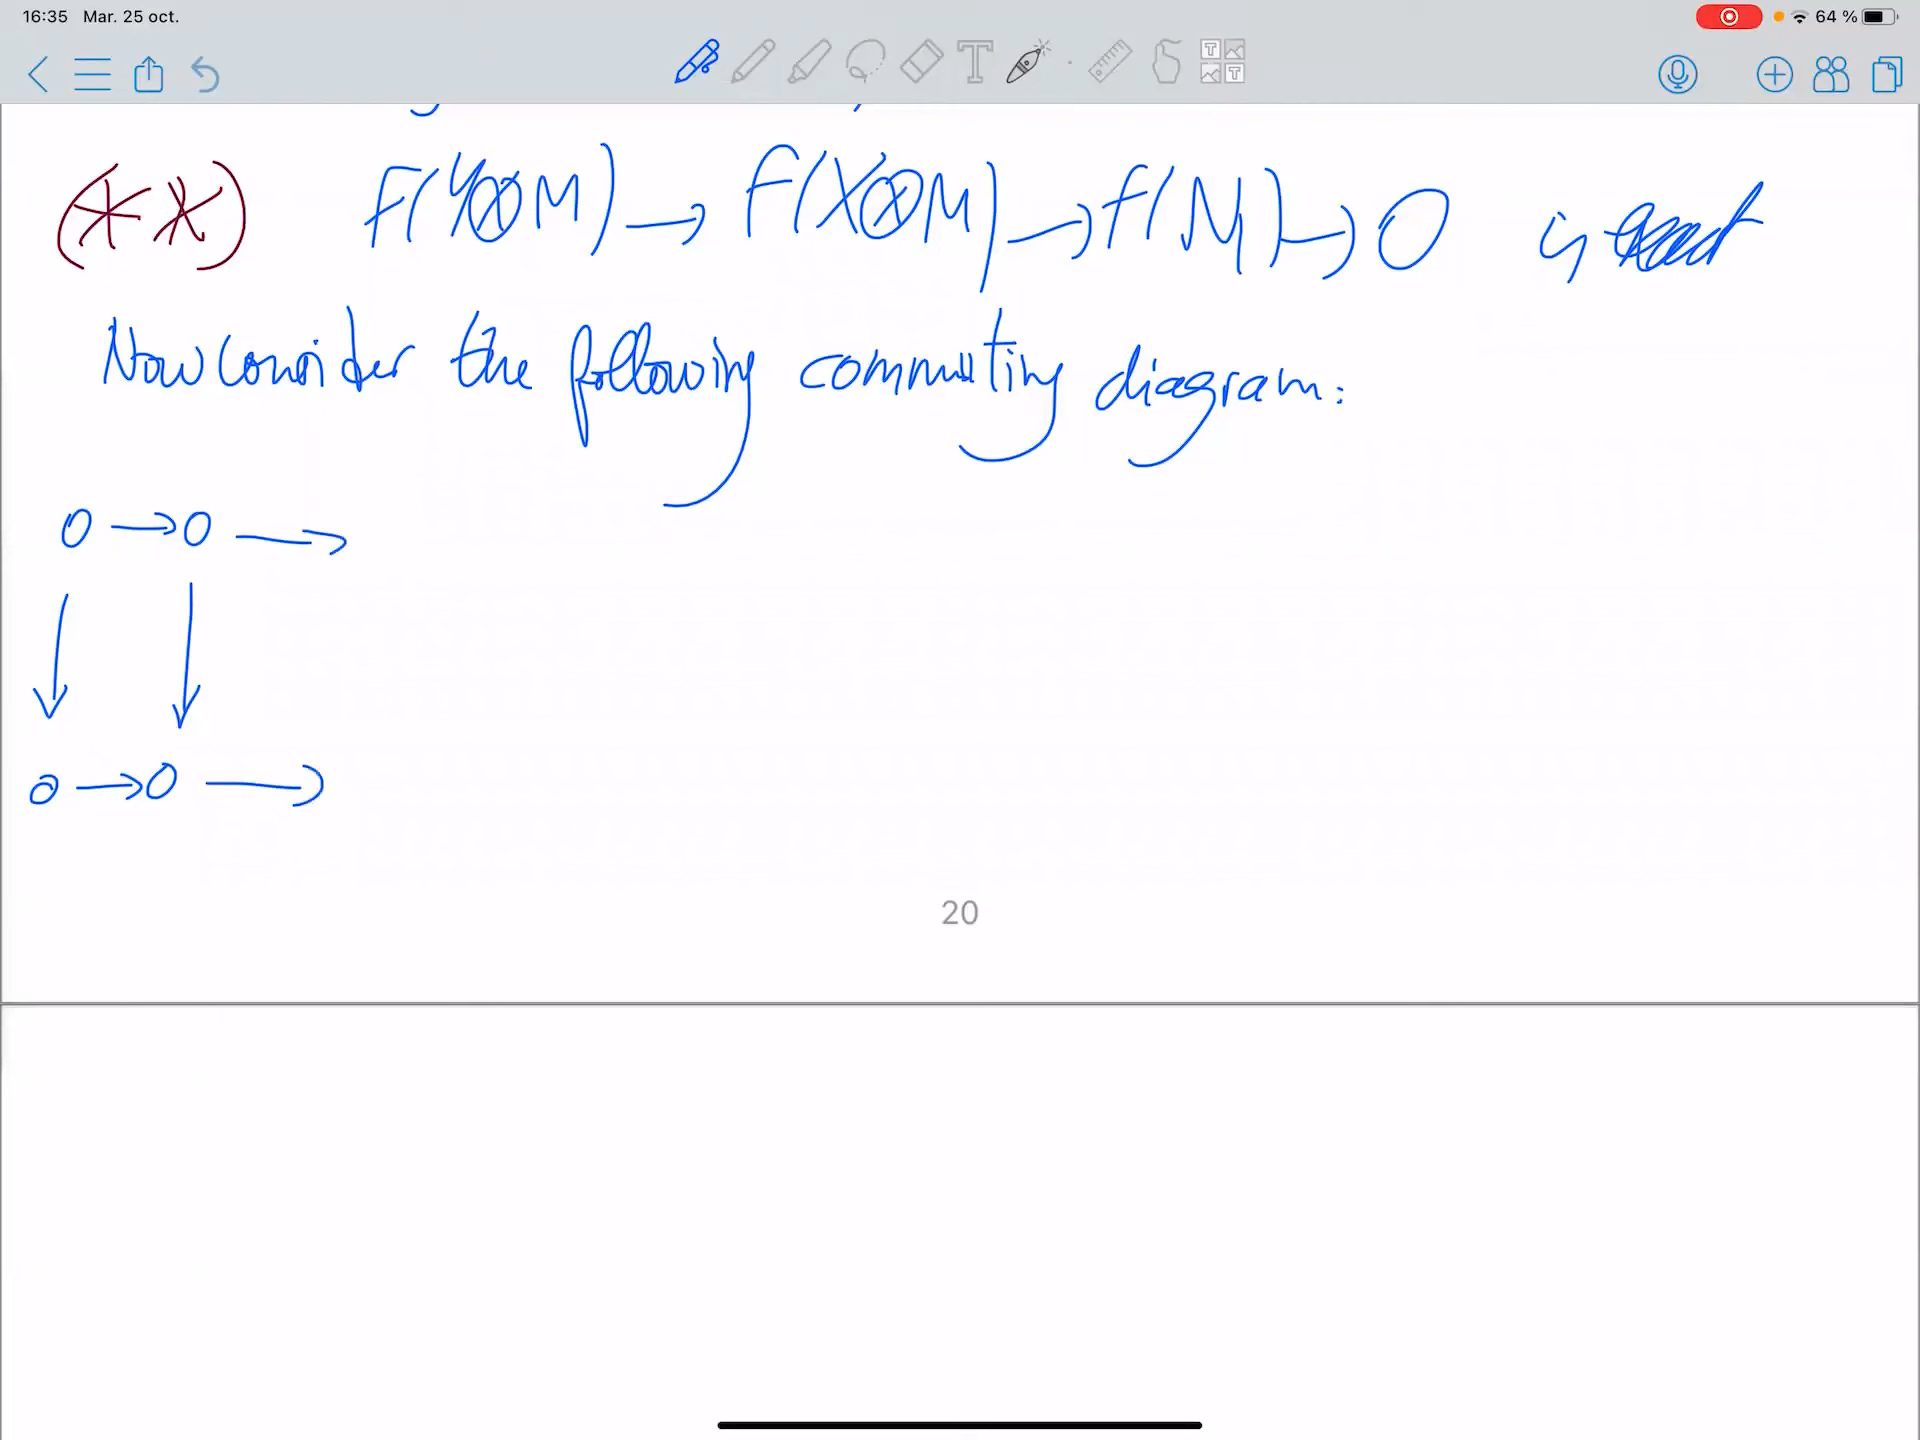 16:35 Mar. 25 oct. 64 %
(**) F(Y⊗M) → F(X⊗M) → F(N) → 0 is exact
Now consider the following commuting diagram:
0 → 0 →
↓ ↓
0 → 0 →
20